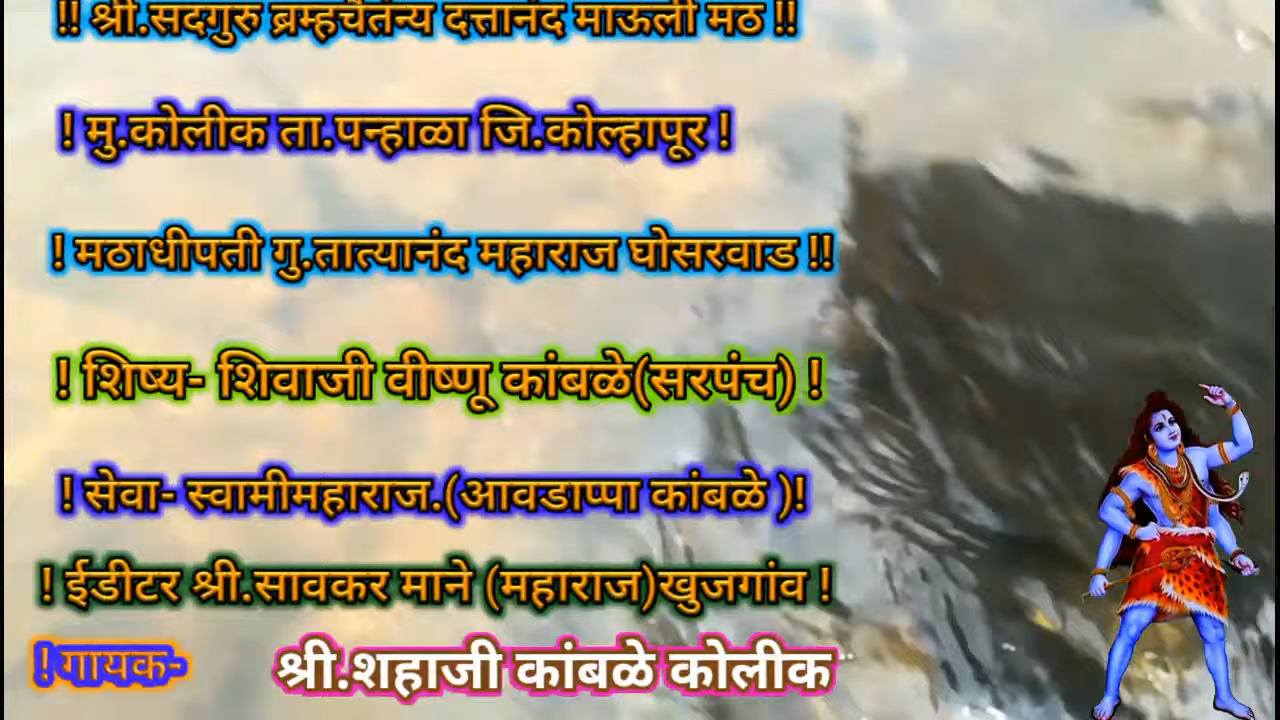 !! श्री.सदगुरु ब्रम्हचैतन्य दत्तानंद माऊली मठ !!
! मु.कोलीक ता.पन्हाळा जि.कोल्हापूर !
! मठाधीपती गु.तात्यानंद महाराज घोसरवाड !!
! शिष्य- शिवाजी वीष्णू कांबळे(सरपंच) !
! सेवा- स्वामीमहाराज.(आवडाप्पा कांबळे )!
! ईडीटर श्री.सावकर माने (महाराज)खुजगांव !
! गायक- श्री.शहाजी कांबळे कोलीक